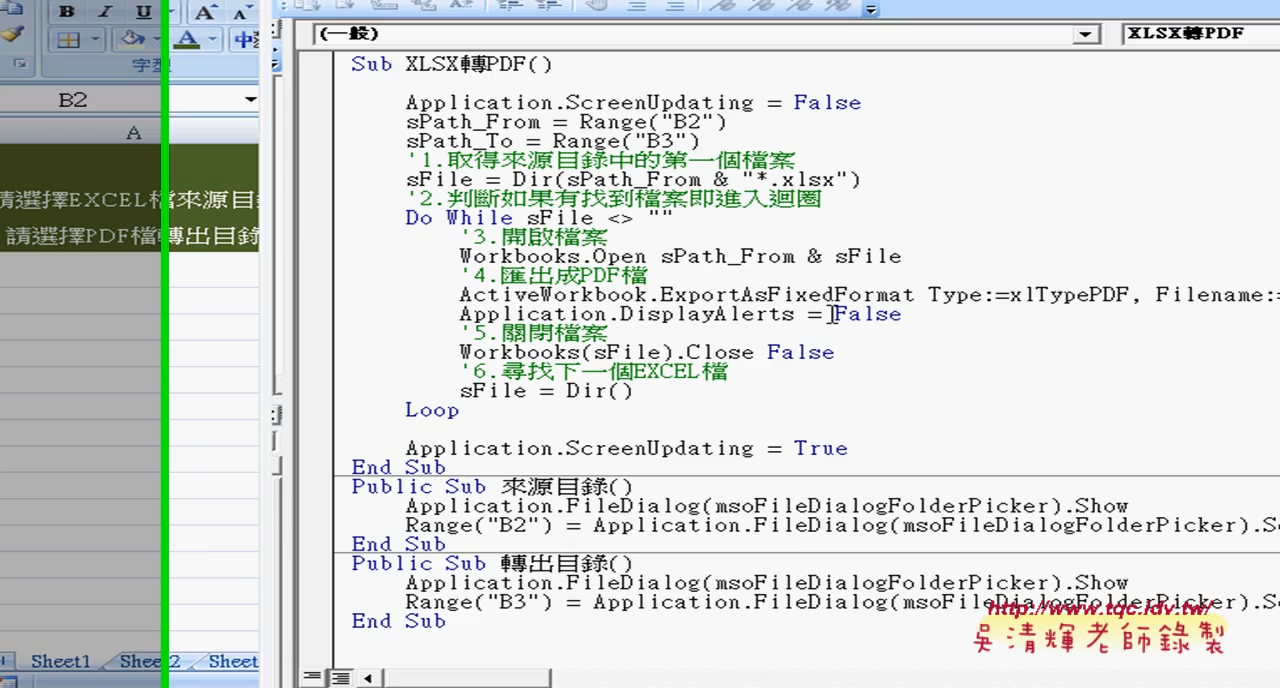 B I U A A
A 中
字型
B2
A
請選擇EXCEL檔來源目
請選擇PDF檔轉出目錄
Sheet1 Sheet2 Sheet
(一般) XLSX轉PDF
Sub XLSX轉PDF()
Application.ScreenUpdating = False
sPath_From = Range("B2")
sPath_To = Range("B3")
'1.取得來源目錄中的第一個檔案
sFile = Dir(sPath_From & "*.xlsx")
'2.判斷如果有找到檔案即進入迴圈
Do While sFile <> ""
'3.開啟檔案
Workbooks.Open sPath_From & sFile
'4.匯出成PDF檔
ActiveWorkbook.ExportAsFixedFormat Type:=xlTypePDF, Filename:=
Application.DisplayAlerts = False
'5.關閉檔案
Workbooks(sFile).Close False
'6.尋找下一個EXCEL檔
sFile = Dir()
Loop
Application.ScreenUpdating = True
End Sub
Public Sub 來源目錄()
Application.FileDialog(msoFileDialogFolderPicker).Show
Range("B2") = Application.FileDialog(msoFileDialogFolderPicker).Se
End Sub
Public Sub 轉出目錄()
Application.FileDialog(msoFileDialogFolderPicker).Show
Range("B3") = Application.FileDialog(msoFileDialogFolderPicker).Se
End Sub
http://www.tqc.idv.tw/
吳清輝老師錄製